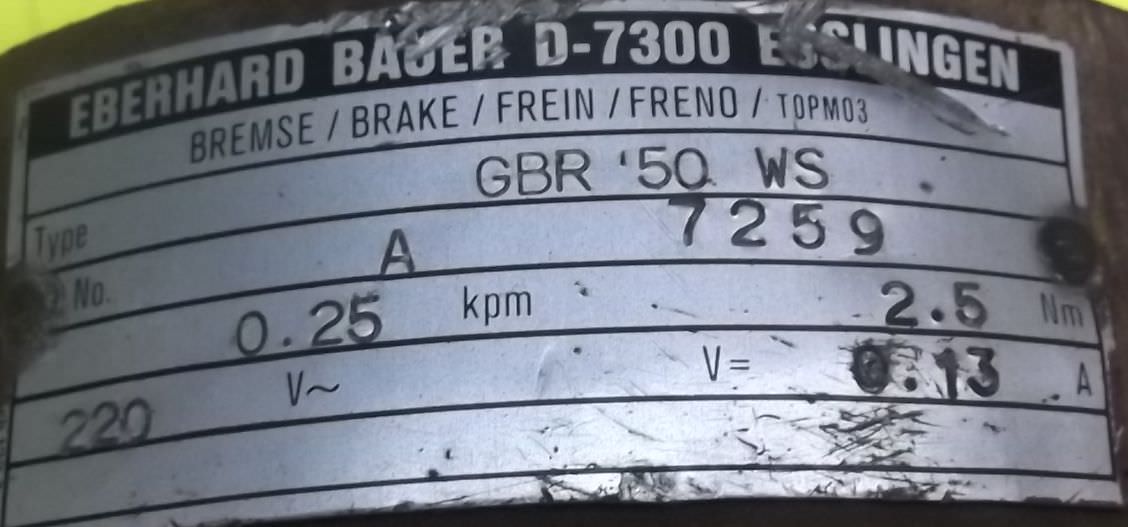 EBERHARD BAUER D-7300 ESSLINGEN
BREMSE / BRAKE / FREIN / FRENO / TOPMO3
Type GBR '50 WS
No. A 7259
0.25 kpm 2.5 Nm
220 V~ V= 0.13 A